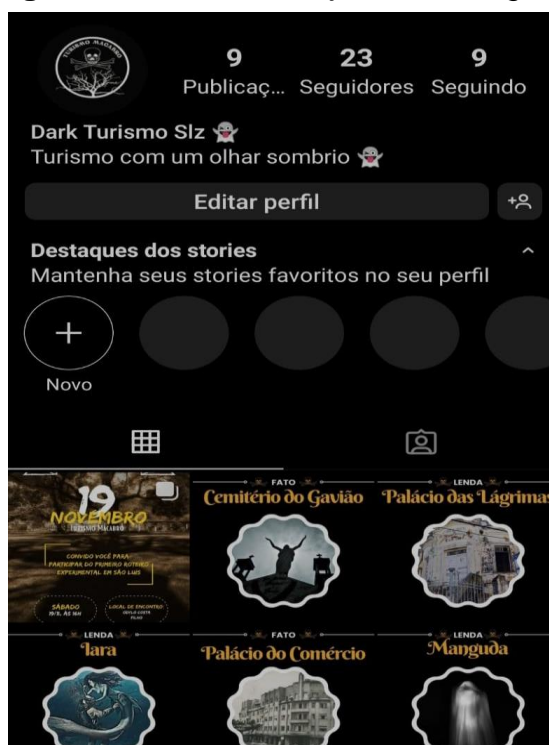 TURISMO MACABRO
9 23 9
Publicaç... Seguidores Seguindo
Dark Turismo Slz 👻
Turismo com um olhar sombrio 👻
Editar perfil
Destaques dos stories
Mantenha seus stories favoritos no seu perfil
Novo
19
NOVEMBRO
TURISMO MACABRO
CONVIDO VOCÊ PARA
PARTICIPAR DO PRIMEIRO ROTEIRO
EXPERIMENTAL EM SÃO LUÍS
SÁBADO
LOCAL DE ENCONTRO
FATO
Cemitério do Gavião
LENDA
Palácio das Lágrimas
LENDA
Iara
FATO
Palácio do Comércio
LENDA
Manguda